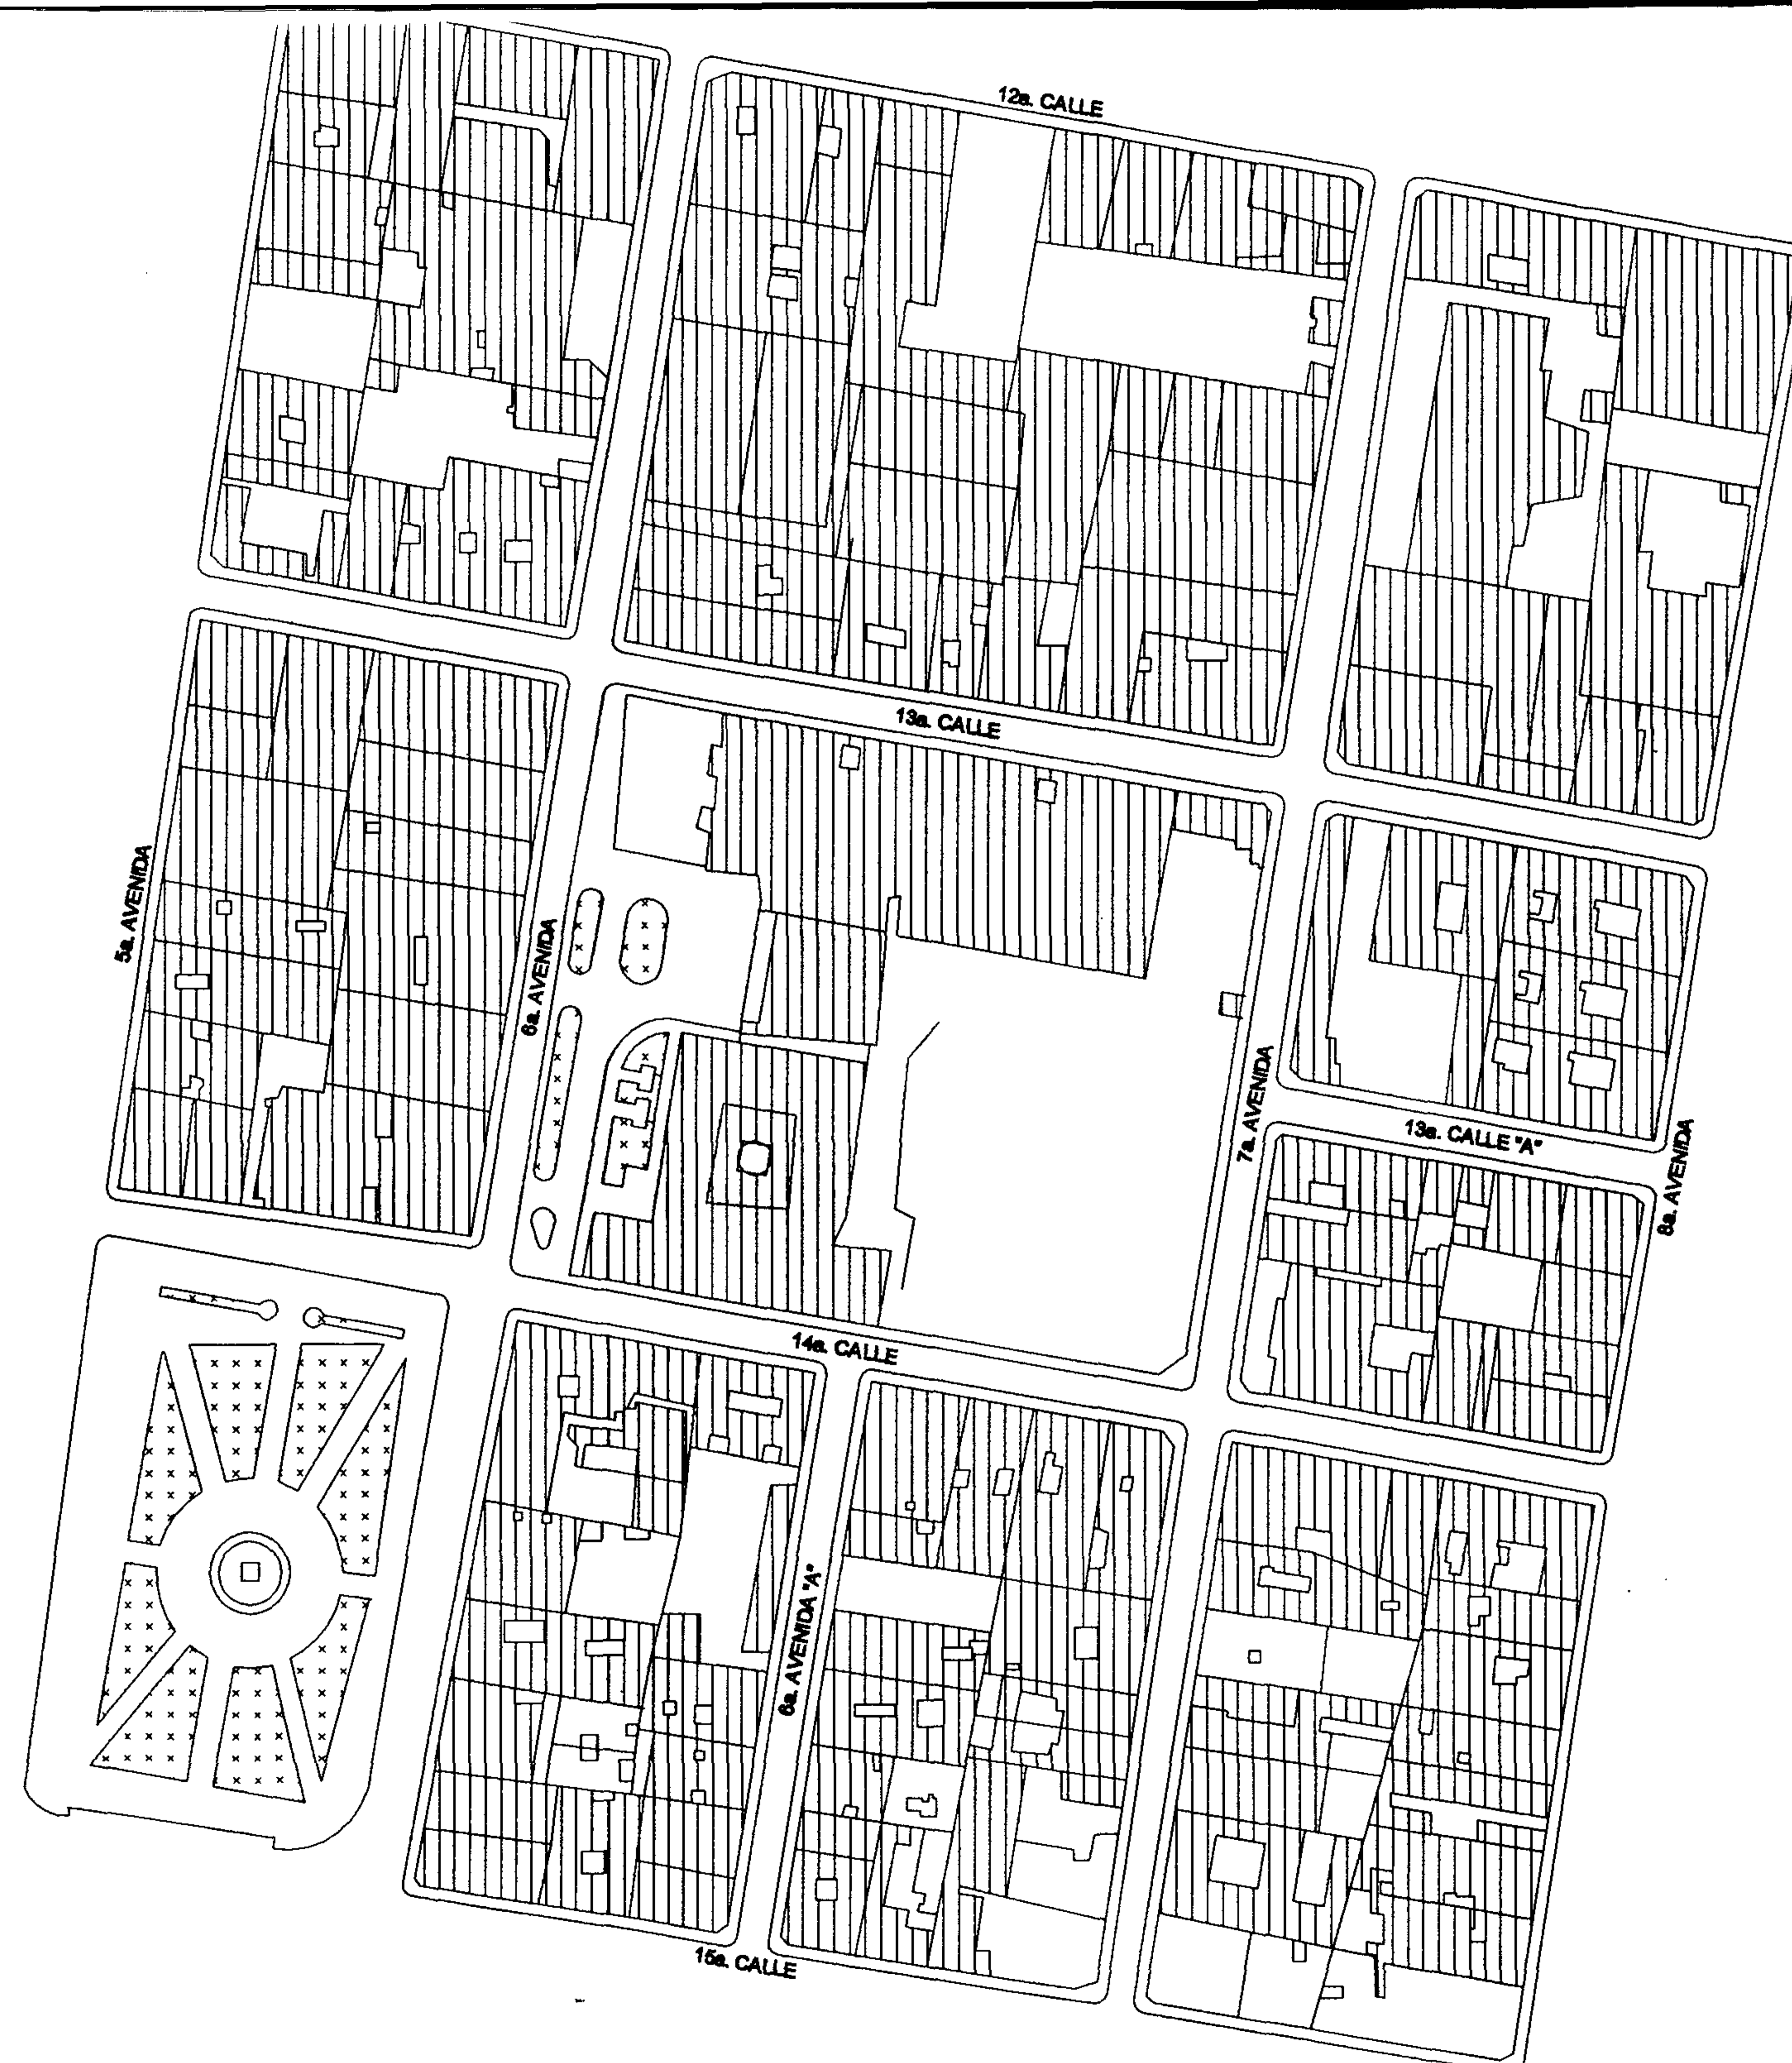 12a. CALLE
13a. CALLE
5a. AVENIDA
6a. AVENIDA
7a. AVENIDA
13a. CALLE "A"
8a. AVENIDA
14a. CALLE
6a. AVENIDA "A"
15a. CALLE